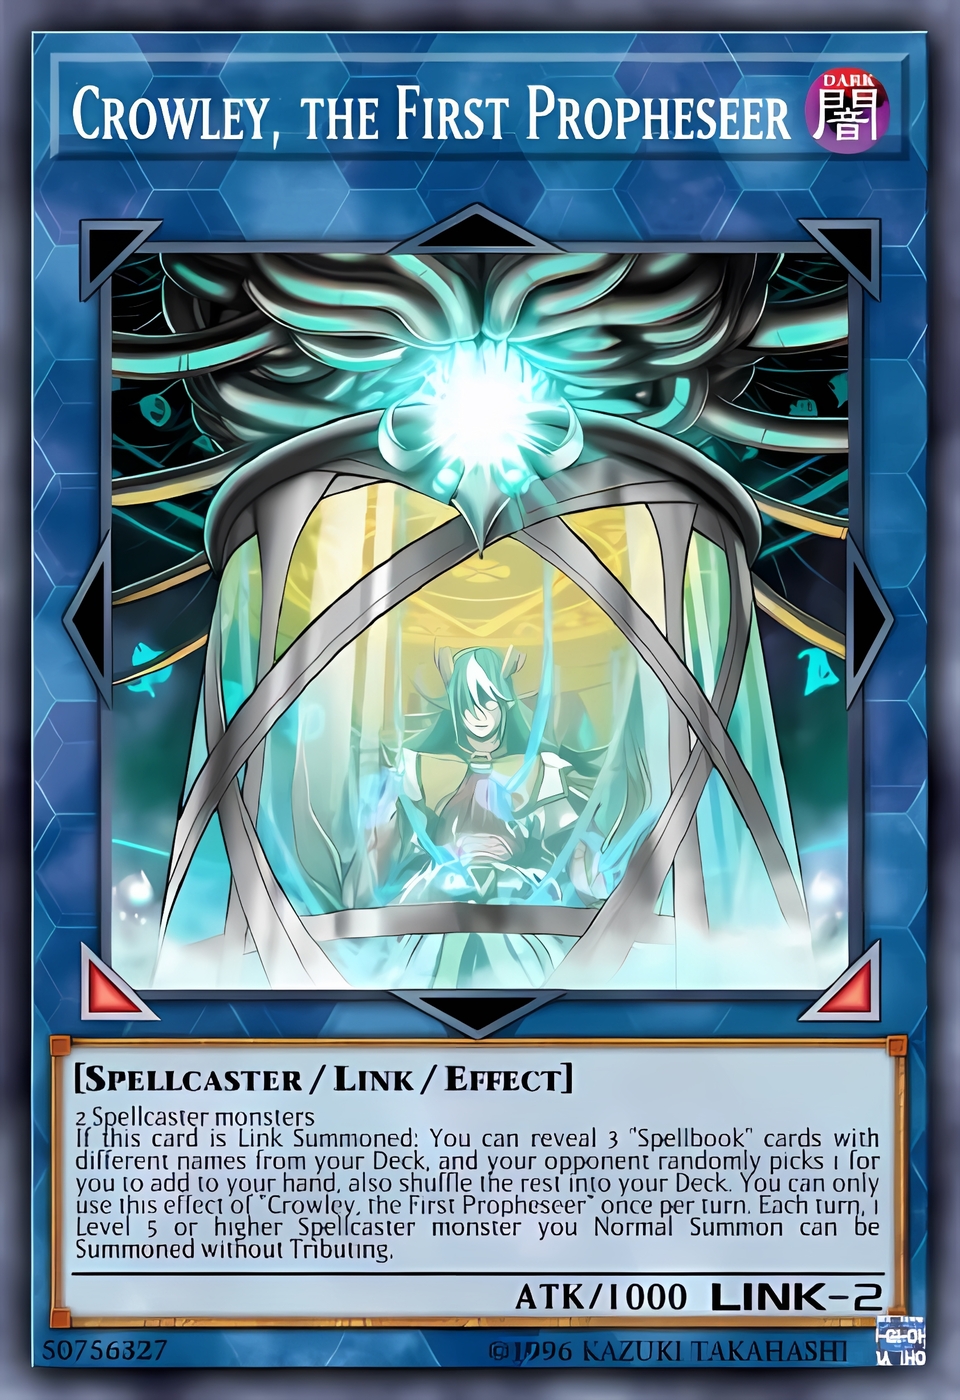 CROWLEY, THE FIRST PROPHESEER
DARK
闇
[SPELLCASTER / LINK / EFFECT]
2 Spellcaster monsters
If this card is Link Summoned: You can reveal 3 "Spellbook" cards with
different names from your Deck, and your opponent randomly picks 1 for
you to add to your hand, also shuffle the rest into your Deck. You can only
use this effect of "Crowley, the First Propheseer" once per turn. Each turn, 1
Level 5 or higher Spellcaster monster you Normal Summon can be
Summoned without Tributing.
ATK/1000 LINK-2
S0756327
©1996 KAZUKI TAKAHASHI